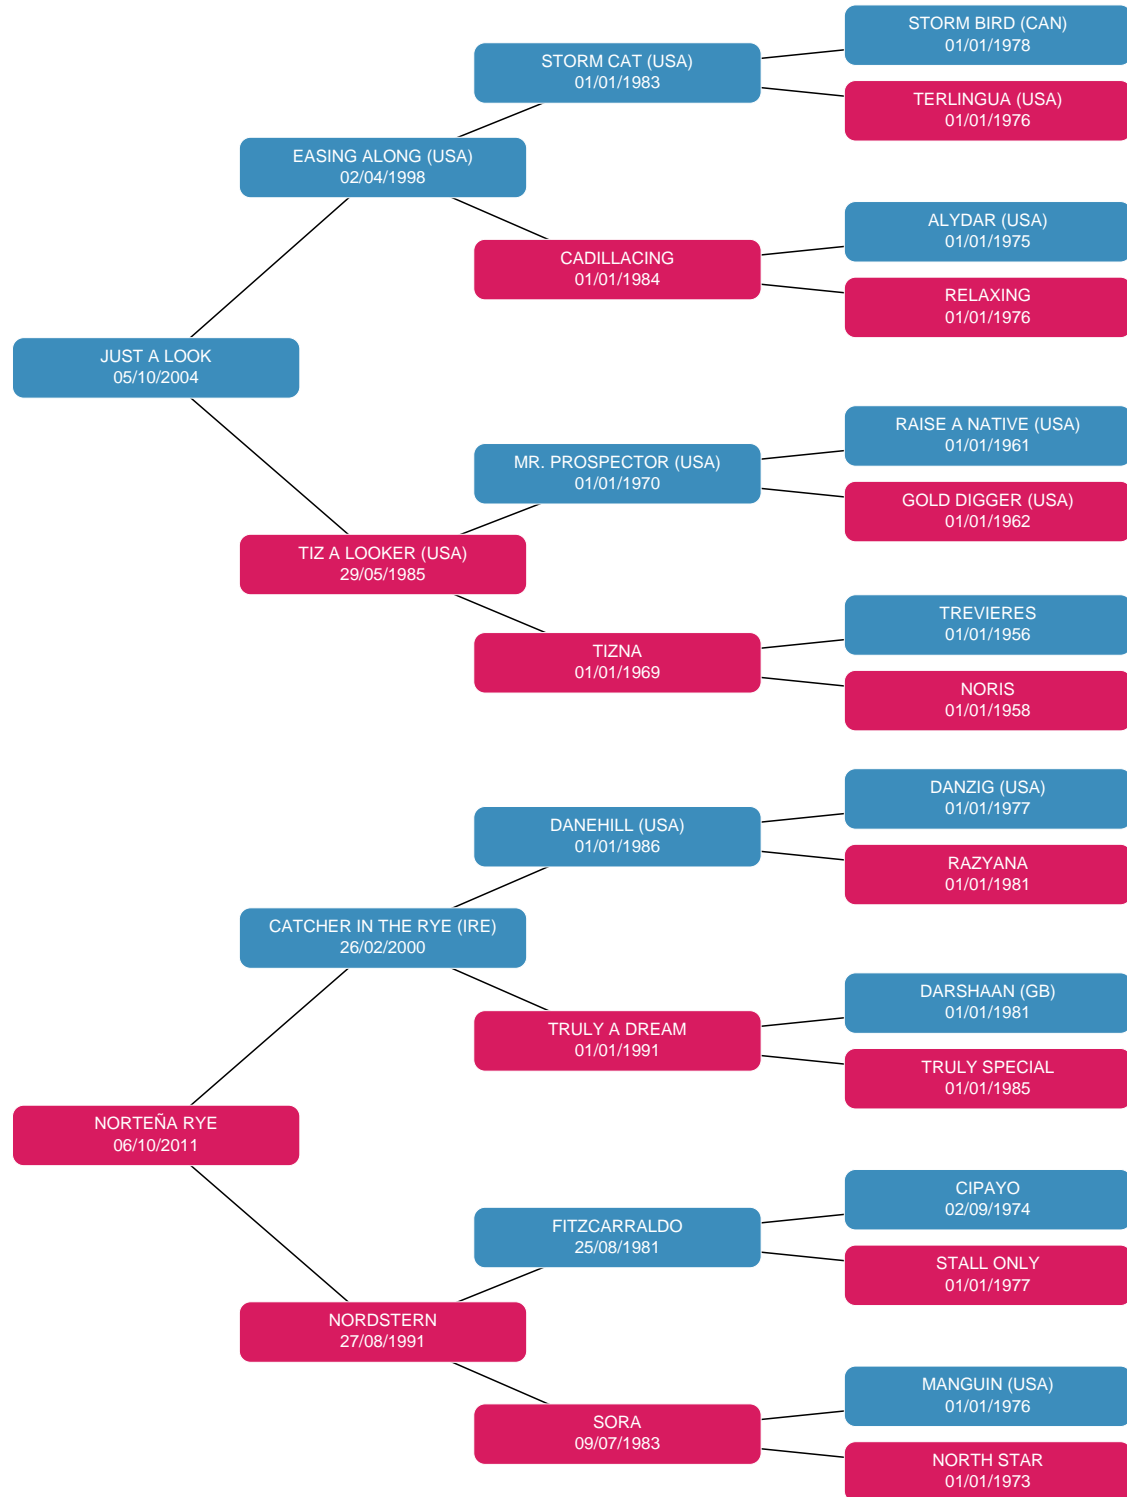 STORM BIRD (CAN)
01/01/1978
STORM CAT (USA)
01/01/1983
TERLINGUA (USA)
01/01/1976
EASING ALONG (USA)
02/04/1998
ALYDAR (USA)
01/01/1975
CADILLACING
01/01/1984
RELAXING
01/01/1976
JUST A LOOK
05/10/2004
RAISE A NATIVE (USA)
01/01/1961
MR. PROSPECTOR (USA)
01/01/1970
GOLD DIGGER (USA)
01/01/1962
TIZ A LOOKER (USA)
29/05/1985
TREVIERES
01/01/1956
TIZNA
01/01/1969
NORIS
01/01/1958
DANZIG (USA)
01/01/1977
DANEHILL (USA)
01/01/1986
RAZYANA
01/01/1981
CATCHER IN THE RYE (IRE)
26/02/2000
DARSHAAN (GB)
01/01/1981
TRULY A DREAM
01/01/1991
TRULY SPECIAL
01/01/1985
NORTEÑA RYE
06/10/2011
CIPAYO
02/09/1974
FITZCARRALDO
25/08/1981
STALL ONLY
01/01/1977
NORDSTERN
27/08/1991
MANGUIN (USA)
01/01/1976
SORA
09/07/1983
NORTH STAR
01/01/1973